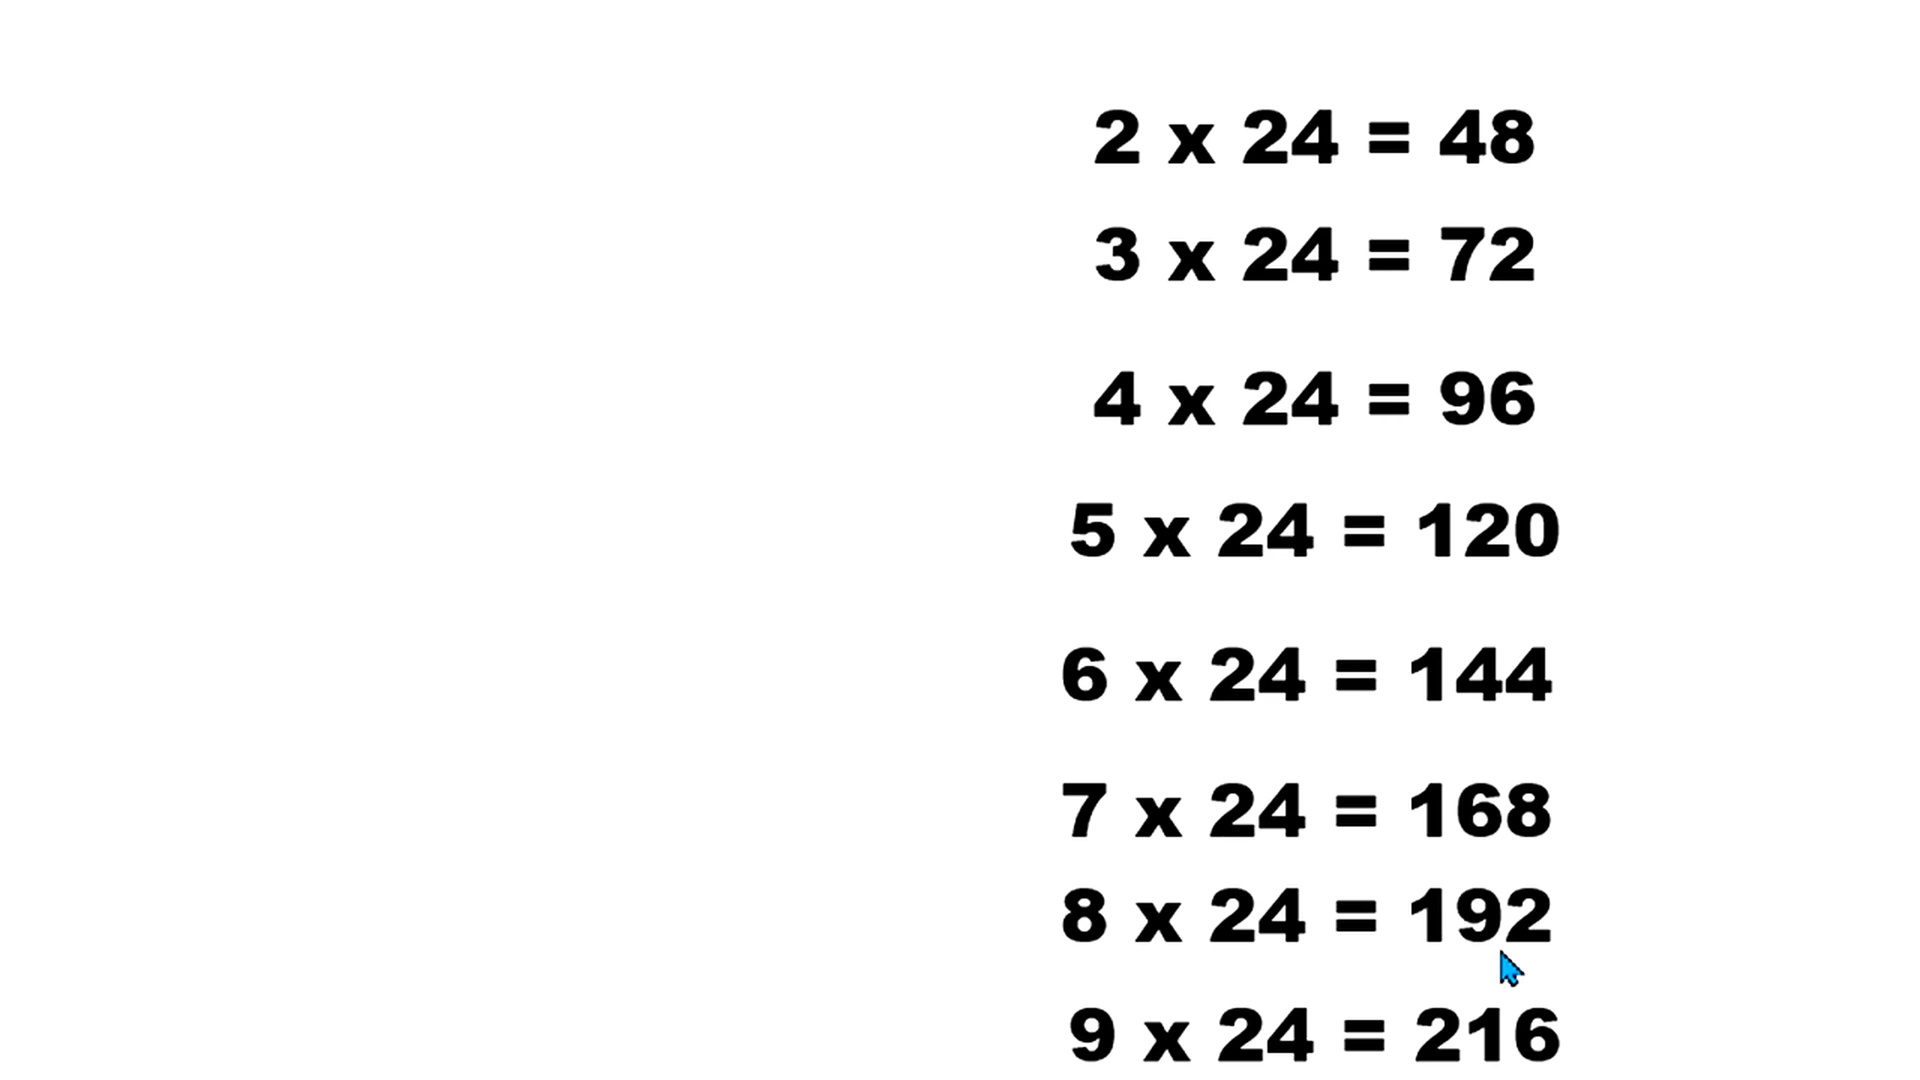 2 x 24 = 48
3 x 24 = 72
4 x 24 = 96
5 x 24 = 120
6 x 24 = 144
7 x 24 = 168
8 x 24 = 192
9 x 24 = 216